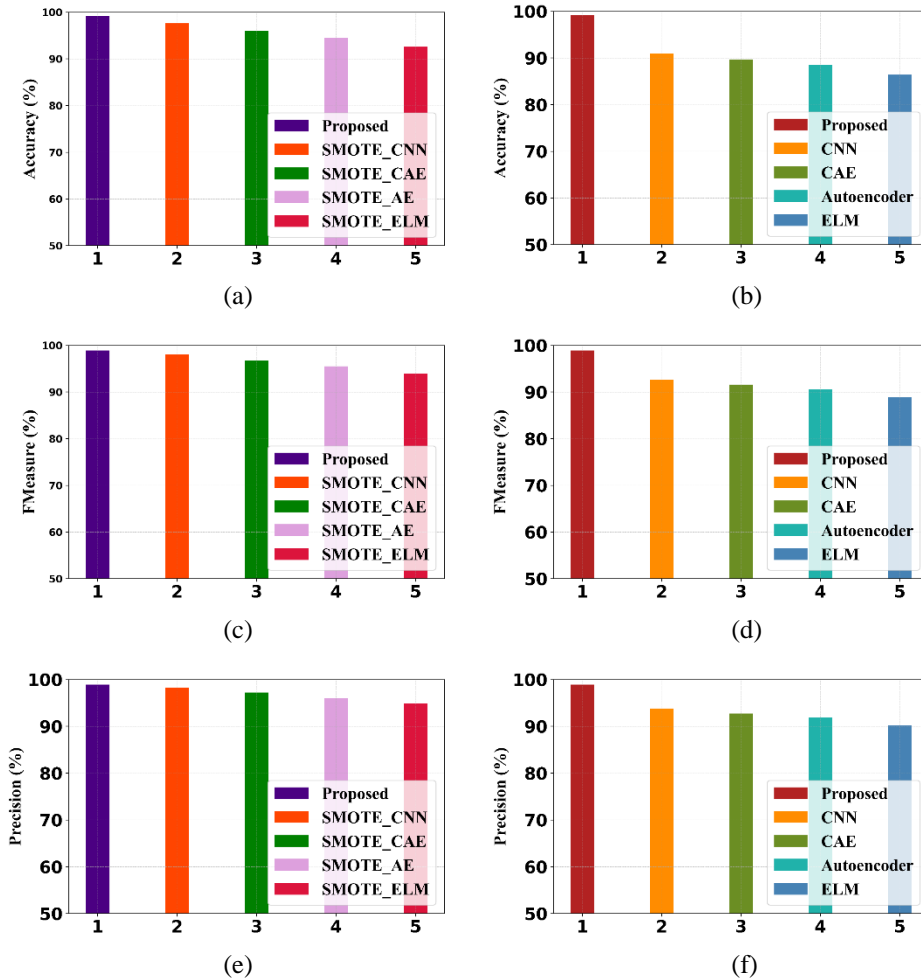 100
90
80
70
60
50
Accuracy (%)
Proposed
SMOTE_CNN
SMOTE_CAE
SMOTE_AE
SMOTE_ELM
1 2 3 4 5
(a)
100
90
80
70
60
50
Accuracy (%)
Proposed
CNN
CAE
Autoencoder
ELM
1 2 3 4 5
(b)
100
90
80
70
60
50
FMeasure (%)
Proposed
SMOTE_CNN
SMOTE_CAE
SMOTE_AE
SMOTE_ELM
1 2 3 4 5
(c)
100
90
80
70
60
50
FMeasure (%)
Proposed
CNN
CAE
Autoencoder
ELM
1 2 3 4 5
(d)
100
90
80
70
60
50
Precision (%)
Proposed
SMOTE_CNN
SMOTE_CAE
SMOTE_AE
SMOTE_ELM
1 2 3 4 5
(e)
100
90
80
70
60
50
Precision (%)
Proposed
CNN
CAE
Autoencoder
ELM
1 2 3 4 5
(f)